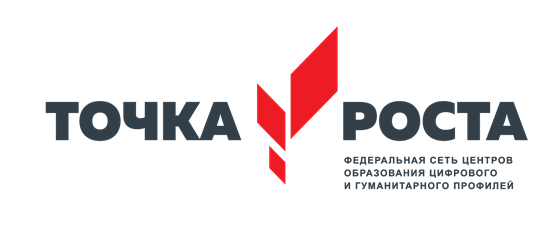 ТОЧКА РОСТА
ФЕДЕРАЛЬНАЯ СЕТЬ ЦЕНТРОВ
ОБРАЗОВАНИЯ ЦИФРОВОГО
И ГУМАНИТАРНОГО ПРОФИЛЕЙ